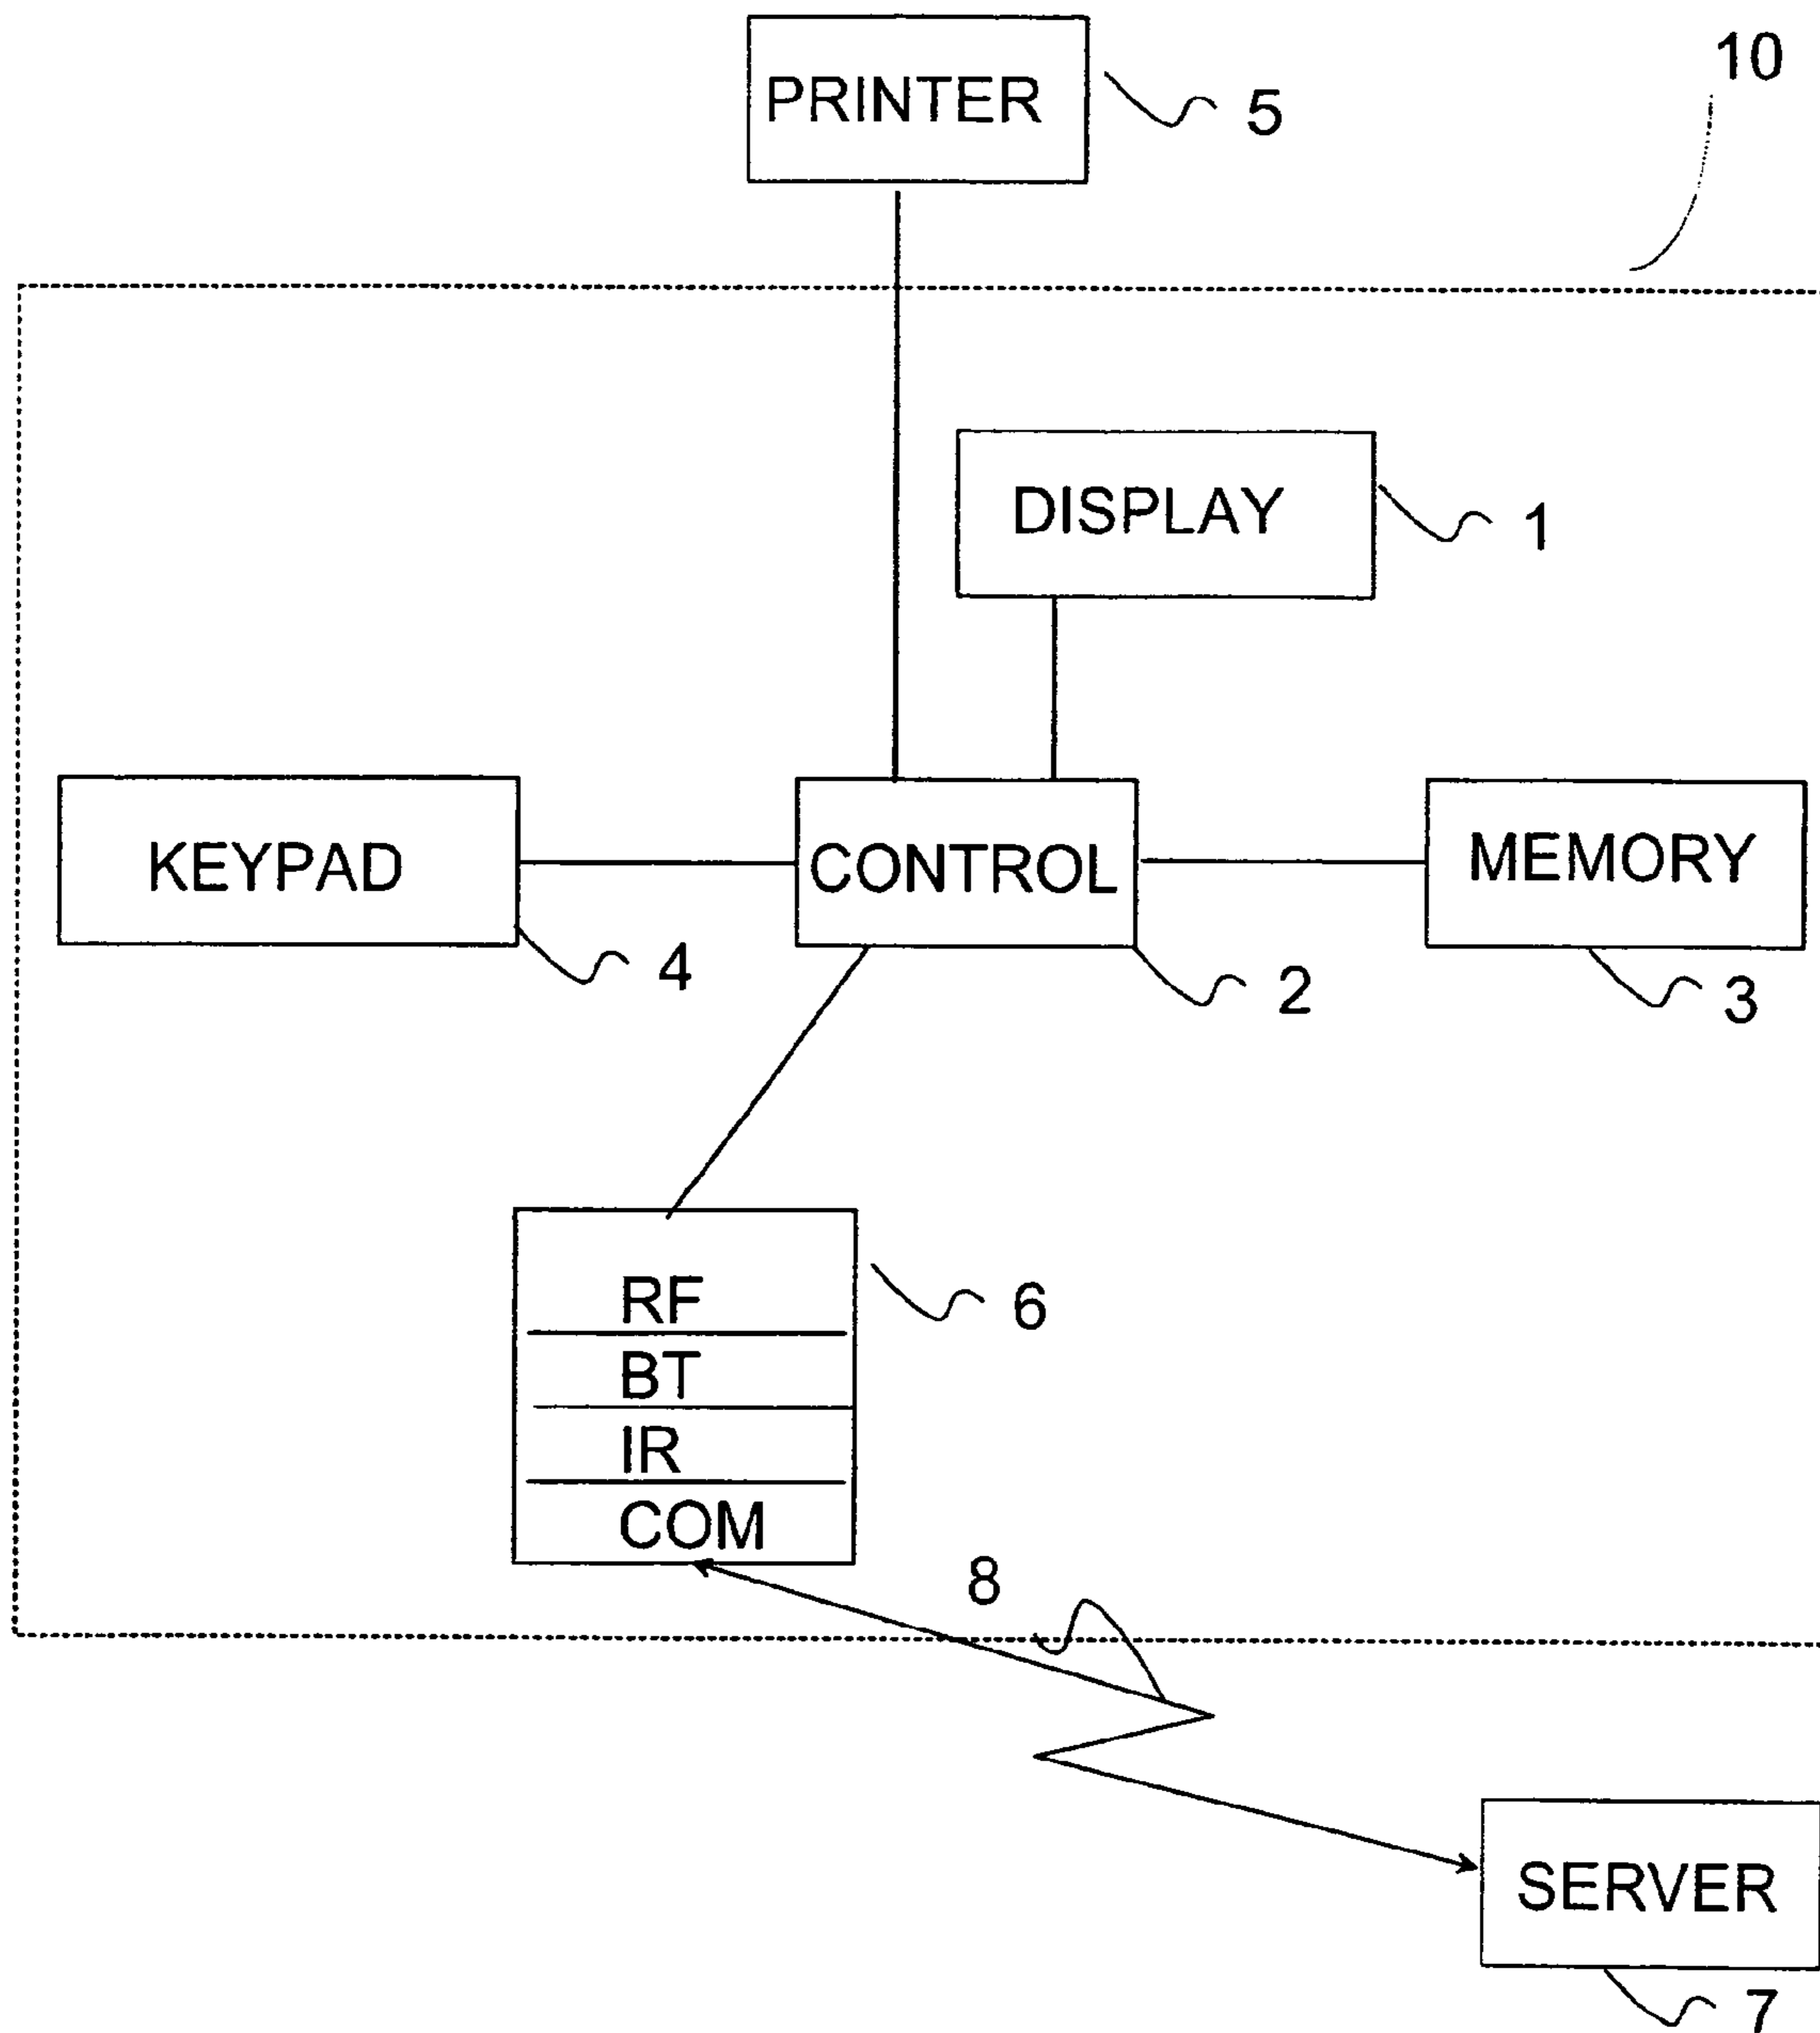 10
PRINTER
5
DISPLAY
1
KEYPAD
CONTROL
MEMORY
4
2
3
RF
6
BT
IR
COM
8
SERVER
7